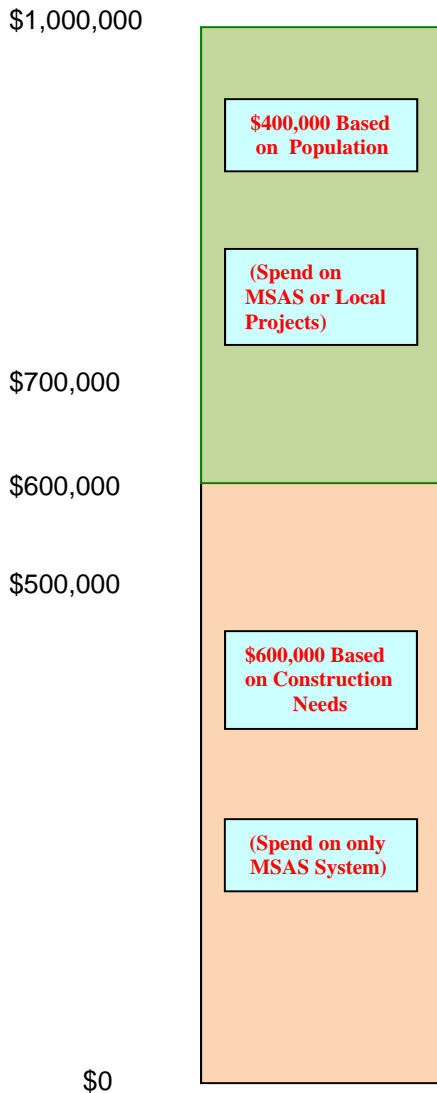 $1,000,000
$400,000 Based
on Population
(Spend on
MSAS or Local
Projects)
$700,000
$600,000
$500,000
$600,000 Based
on Construction
Needs
(Spend on only
MSAS System)
$0